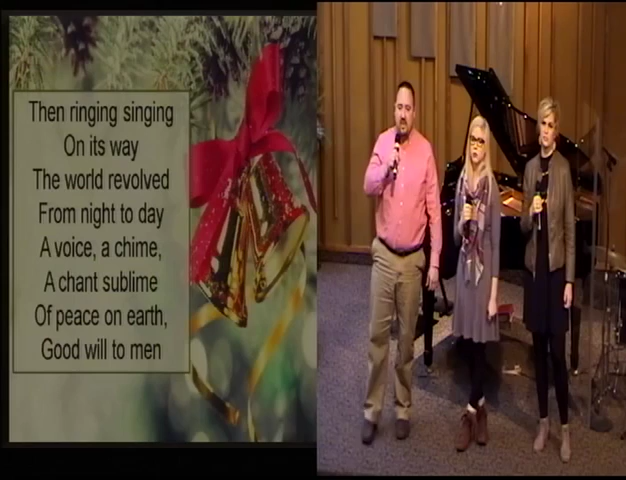 Then ringing singing
On its way
The world revolved
From night to day
A voice, a chime,
A chant sublime
Of peace on earth,
Good will to men